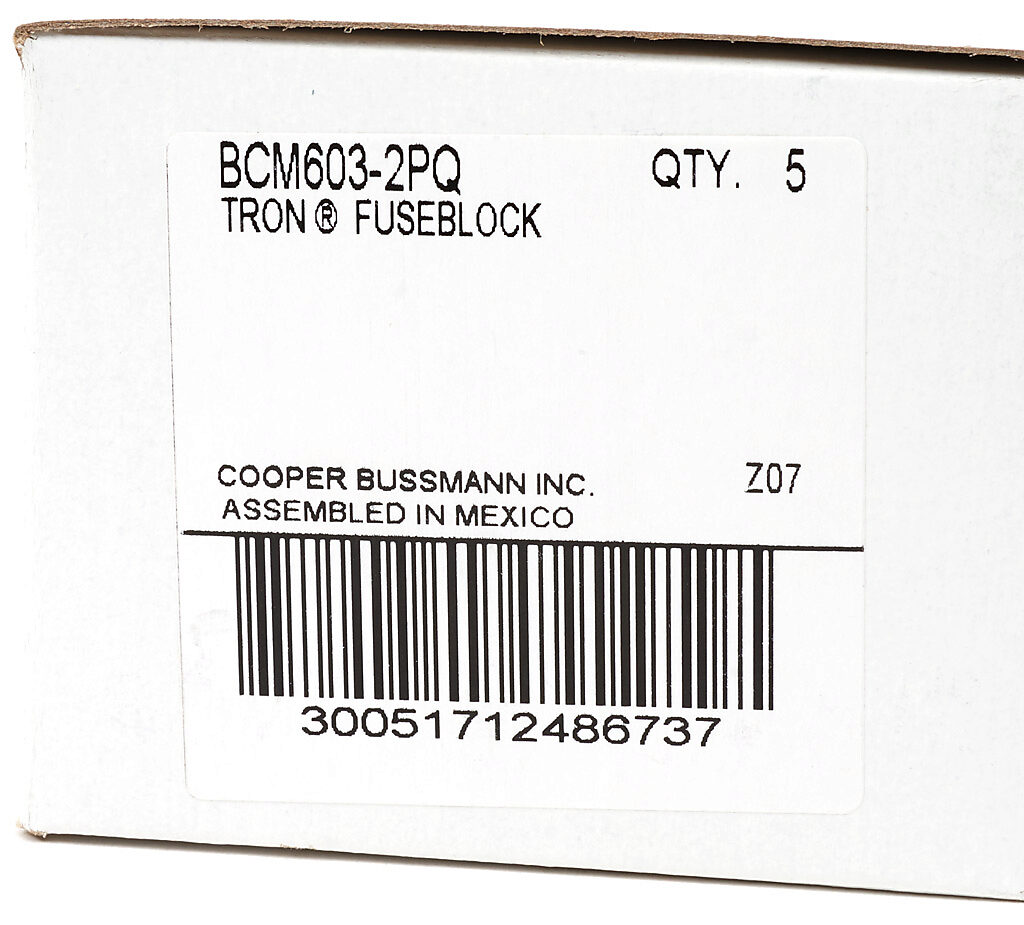 BCM603-2PQ QTY. 5
TRON ® FUSEBLOCK
COOPER BUSSMANN INC. Z07
ASSEMBLED IN MEXICO
30051712486737